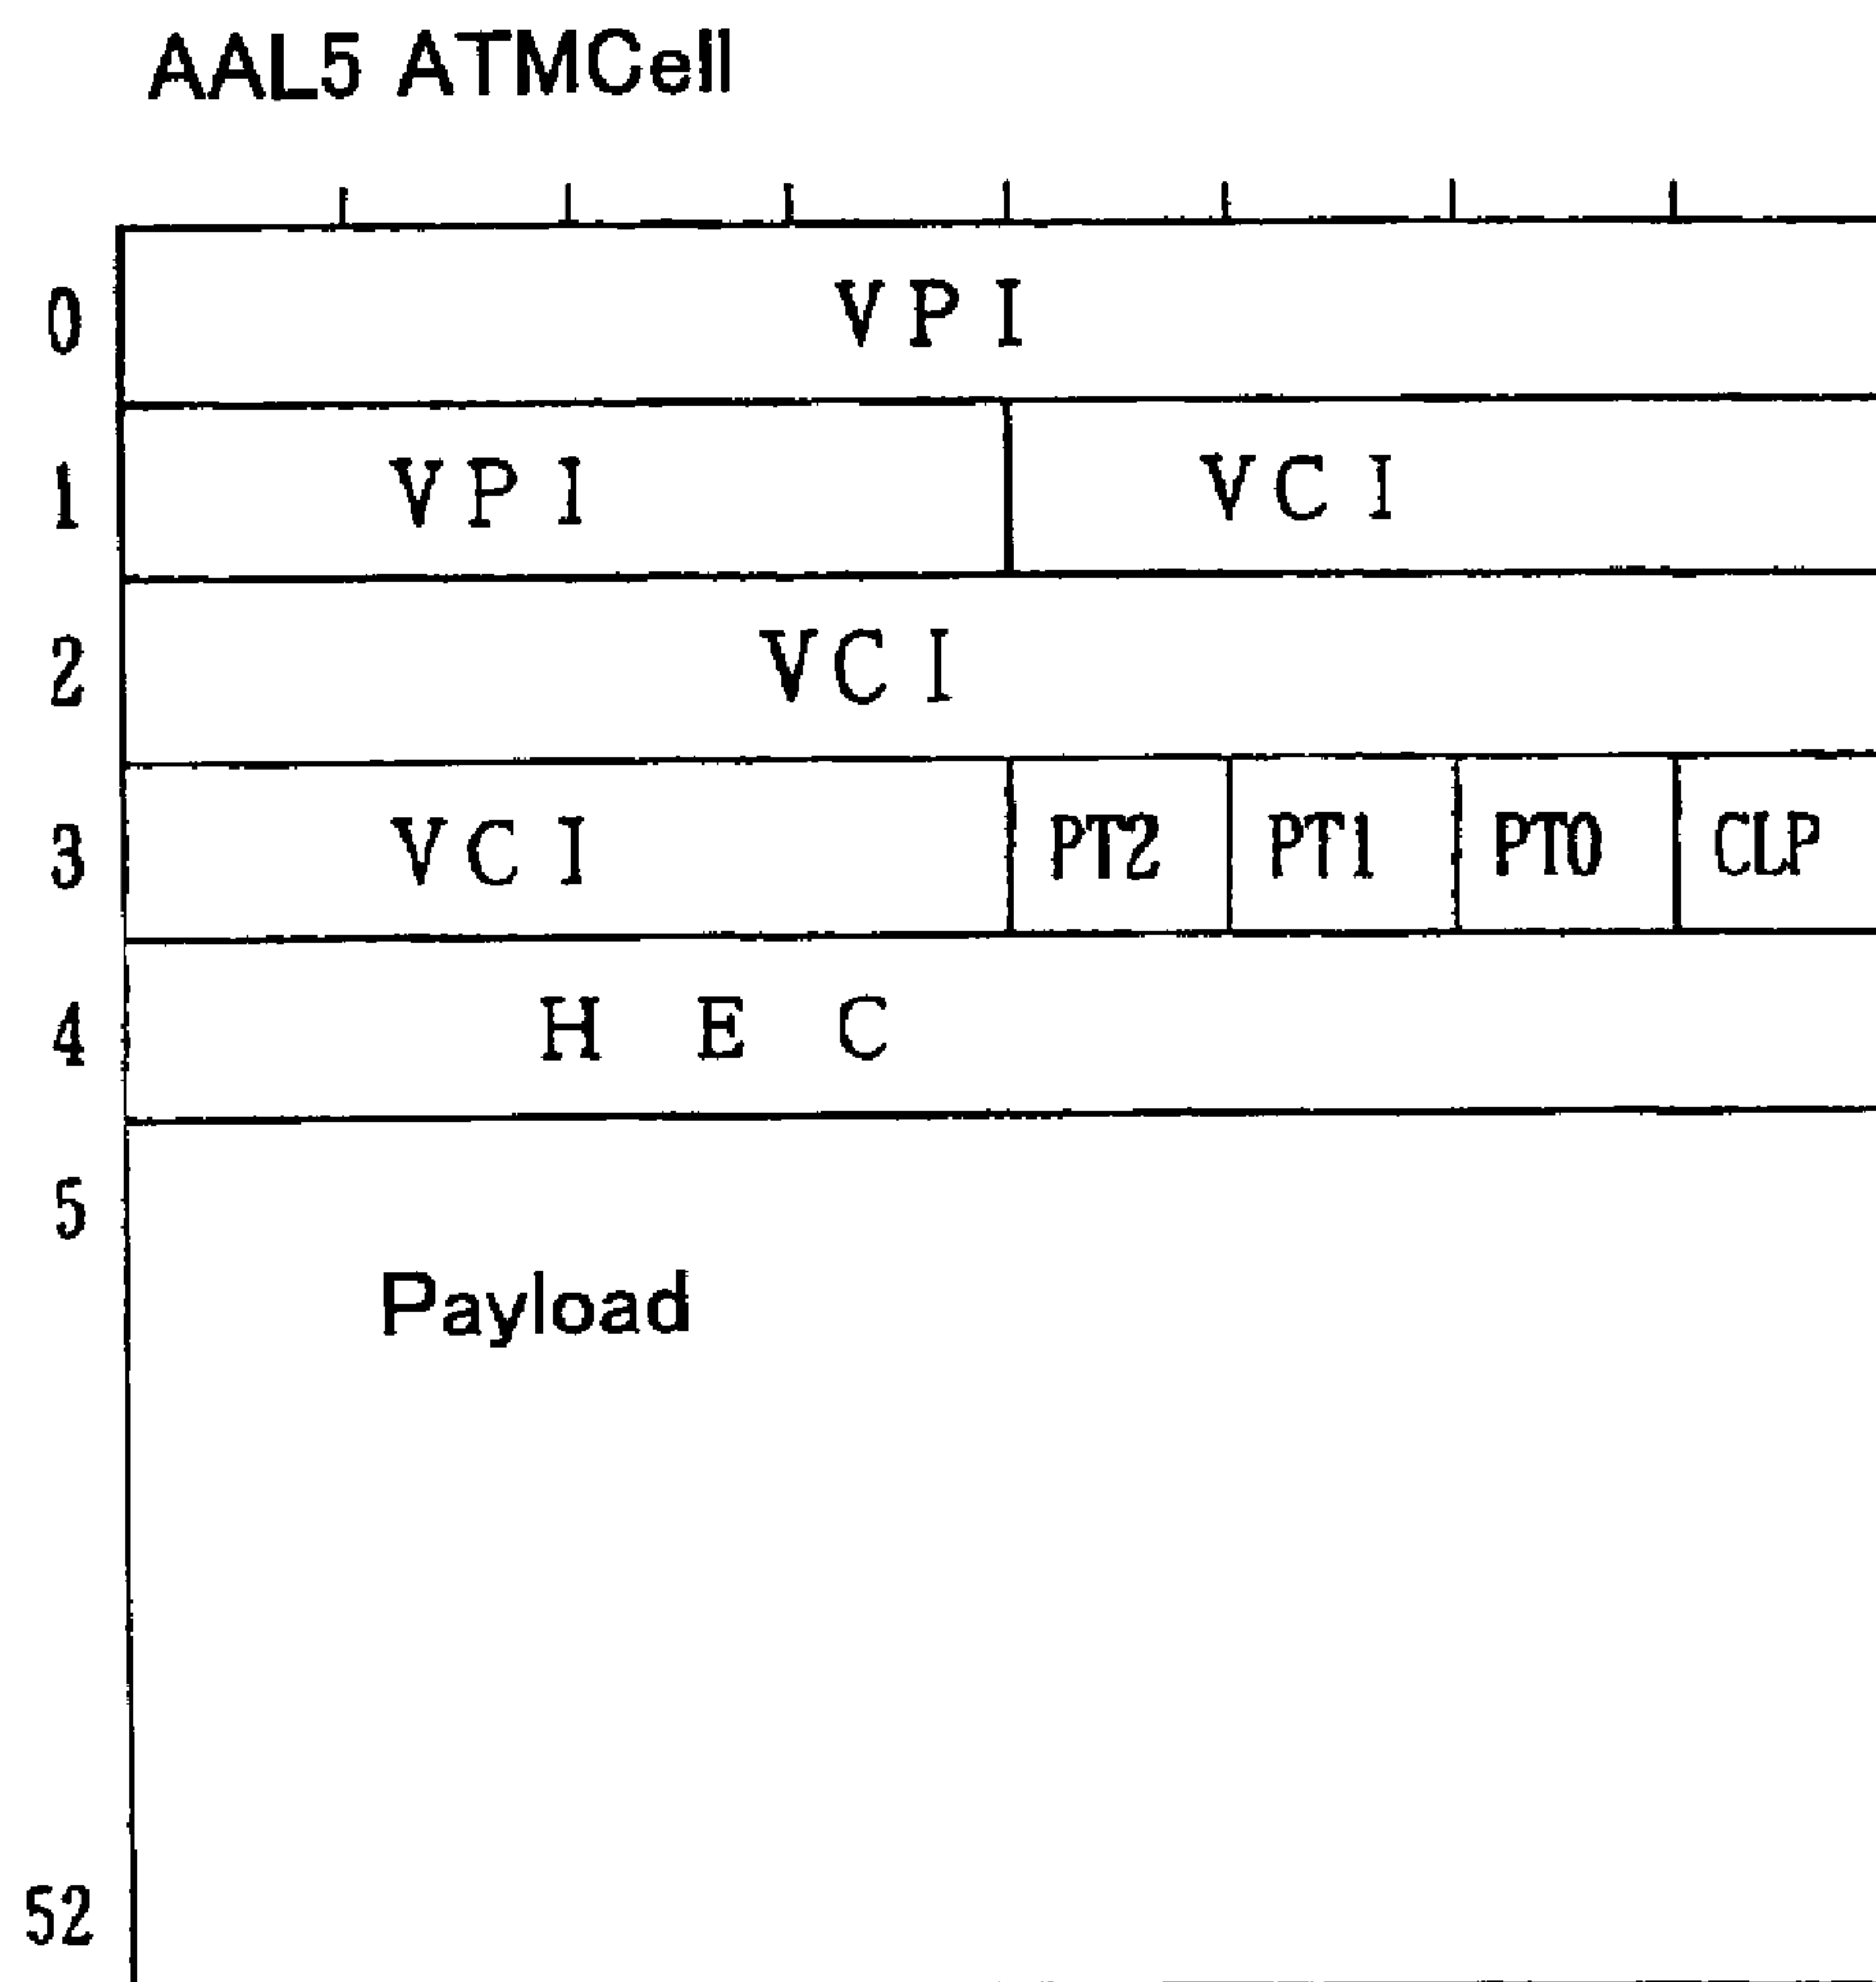 AAL5 ATMCell
0 VPI
1 VPI VCI
2 VCI
3 VCI PT2 PT1 PT0 CLP
4 HEC
5
Payload
52